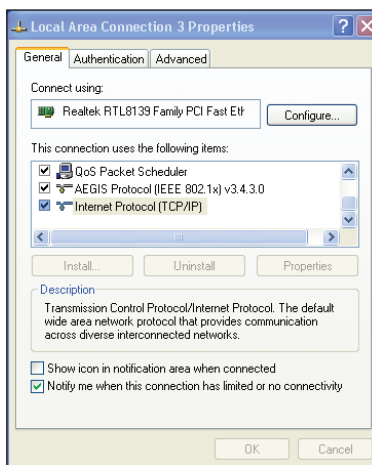 Local Area Connection 3 Properties
General Authentication Advanced
Connect using:
Realtek RTL8139 Family PCI Fast Eth
Configure...
This connection uses the following items:
QoS Packet Scheduler
AEGIS Protocol (IEEE 802.1x) v3.4.3.0
Internet Protocol (TCP/IP)
Install... Uninstall Properties
Description
Transmission Control Protocol/Internet Protocol. The default
wide area network protocol that provides communication
across diverse interconnected networks.
Show icon in notification area when connected
Notify me when this connection has limited or no connectivity
OK Cancel